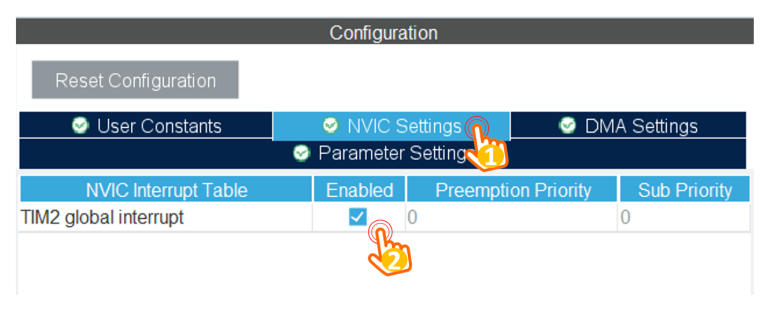 Configuration
Reset Configuration
User Constants NVIC Settings DMA Settings
Parameter Setting
1
NVIC Interrupt Table Enabled Preemption Priority Sub Priority
TIM2 global interrupt 0 0
2